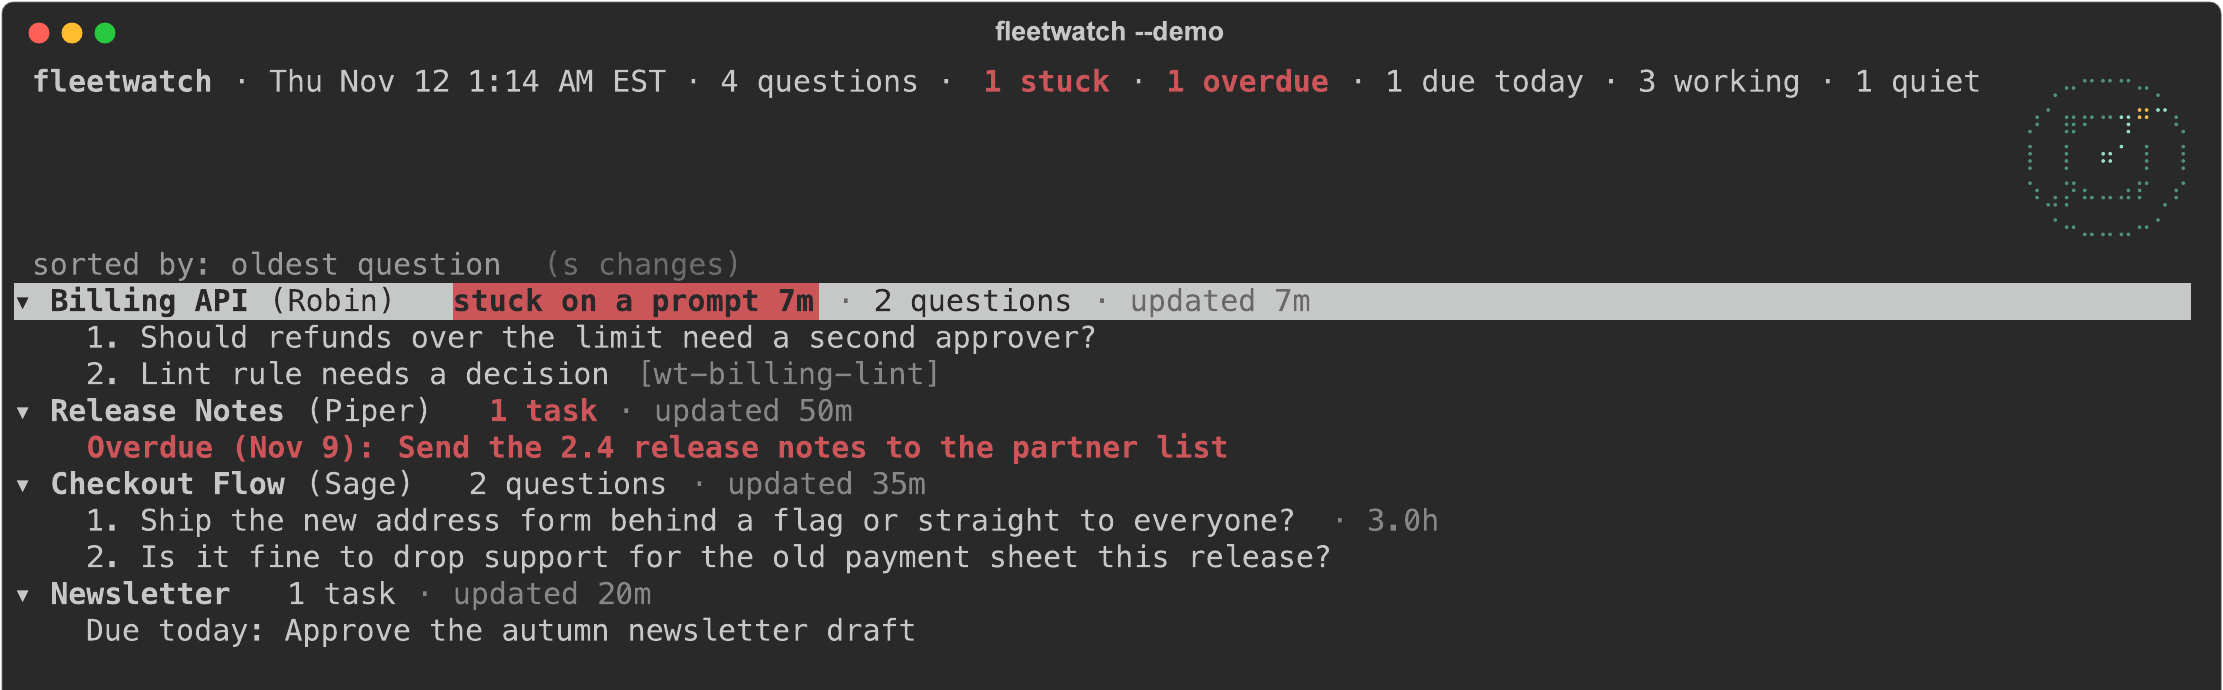 fleetwatch --demo
fleetwatch · Thu Nov 12 1:14 AM EST · 4 questions · 1 stuck · 1 overdue · 1 due today · 3 working · 1 quiet
sorted by: oldest question (s changes)
▾ Billing API (Robin) stuck on a prompt 7m · 2 questions · updated 7m
1. Should refunds over the limit need a second approver?
2. Lint rule needs a decision [wt-billing-lint]
▾ Release Notes (Piper) 1 task · updated 50m
Overdue (Nov 9): Send the 2.4 release notes to the partner list
▾ Checkout Flow (Sage) 2 questions · updated 35m
1. Ship the new address form behind a flag or straight to everyone? · 3.0h
2. Is it fine to drop support for the old payment sheet this release?
▾ Newsletter 1 task · updated 20m
Due today: Approve the autumn newsletter draft